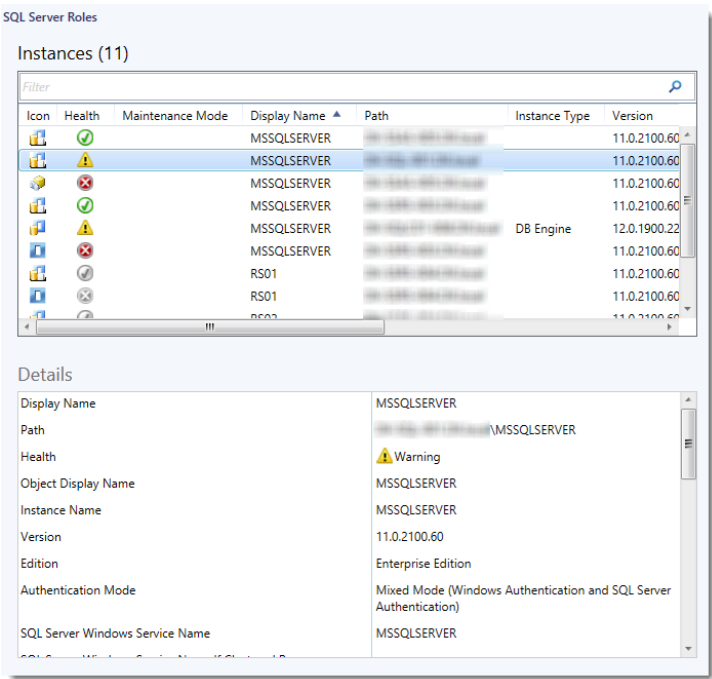 SQL Server Roles
Instances (11)
Filter
Icon Health Maintenance Mode Display Name Path Instance Type Version
MSSQLSERVER 11.0.2100.60
MSSQLSERVER 11.0.2100.60
MSSQLSERVER 11.0.2100.60
MSSQLSERVER 11.0.2100.60
MSSQLSERVER DB Engine 12.0.1900.22
MSSQLSERVER 11.0.2100.60
RS01 11.0.2100.60
RS01 11.0.2100.60
RS02 11.0.2100.60
Details
Display Name MSSQLSERVER
Path \MSSQLSERVER
Health Warning
Object Display Name MSSQLSERVER
Instance Name MSSQLSERVER
Version 11.0.2100.60
Edition Enterprise Edition
Authentication Mode Mixed Mode (Windows Authentication and SQL Server
Authentication)
SQL Server Windows Service Name MSSQLSERVER